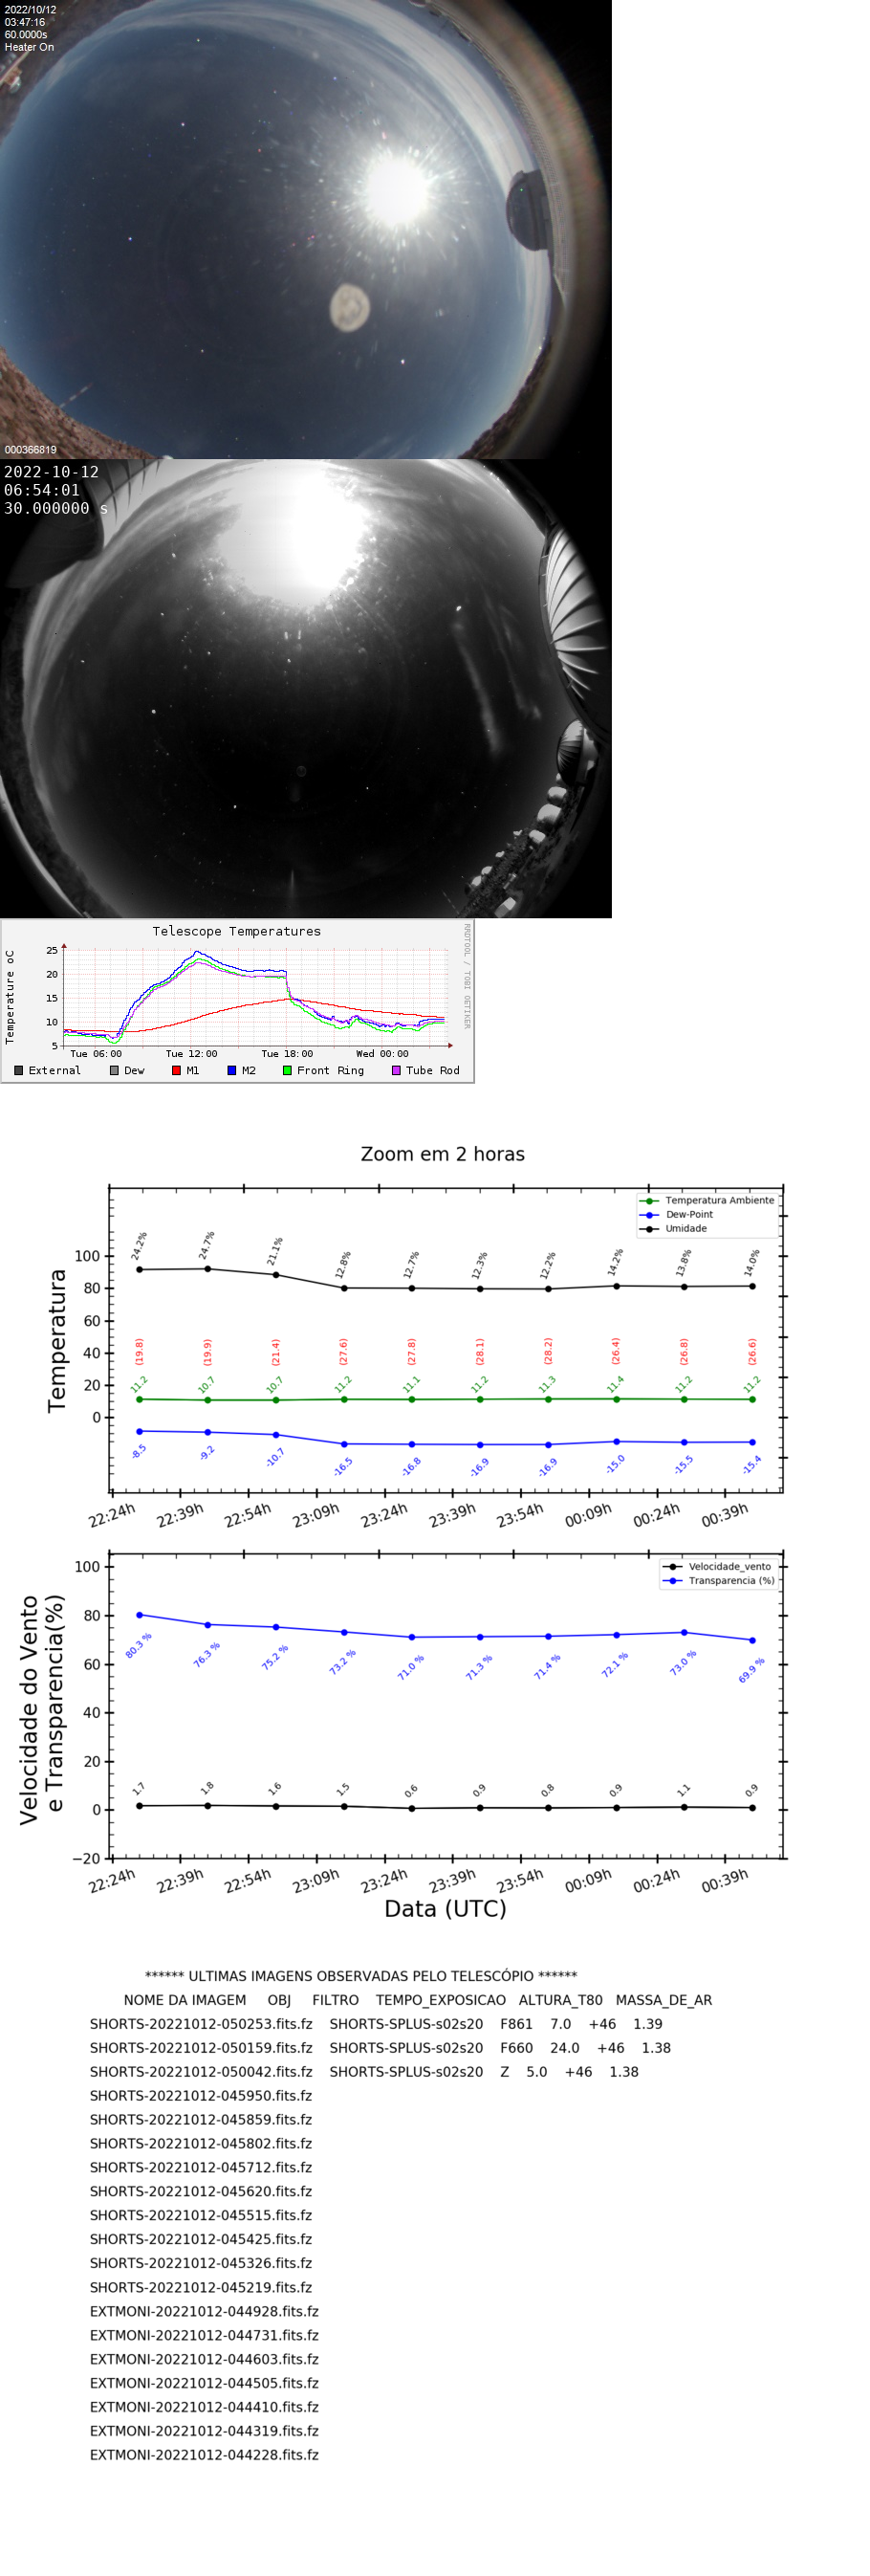 2022/10/12
03:47:16
60.0000s
Heater On
000366819
2022-10-12
06:54:01
30.000000 s
Telescope Temperatures
RRDTOOL / TOBI OETIKER
Temperature oC
25
20
15
10
5
Tue 06:00 Tue 12:00 Tue 18:00 Wed 00:00
External Dew M1 M2 Front Ring Tube Rod
Zoom em 2 horas
Temperatura Ambiente
Dew-Point
Umidade
Temperatura
100
80
60
40
20
0
24.2% 24.7% 21.1% 12.8% 12.7% 12.3% 12.2% 14.2% 13.8% 14.0%
(19.8) (19.9) (21.4) (27.6) (27.8) (28.1) (28.2) (26.4) (26.8) (26.6)
11.2 10.7 10.7 11.2 11.1 11.2 11.3 11.4 11.2 11.2
-8.5 -9.2 -10.7 -16.5 -16.8 -16.9 -16.9 -15.0 -15.5 -15.4
22:24h 22:39h 22:54h 23:09h 23:24h 23:39h 23:54h 00:09h 00:24h 00:39h
Velocidade_vento
Transparencia (%)
Velocidade do Vento
e Transparencia(%)
100
80
60
40
20
0
−20
80.3 % 76.3 % 75.2 % 73.2 % 71.0 % 71.3 % 71.4 % 72.1 % 73.0 % 69.9 %
1.7 1.8 1.6 1.5 0.6 0.9 0.8 0.9 1.1 0.9
22:24h 22:39h 22:54h 23:09h 23:24h 23:39h 23:54h 00:09h 00:24h 00:39h
Data (UTC)
****** ULTIMAS IMAGENS OBSERVADAS PELO TELESCÓPIO ******
NOME DA IMAGEM OBJ FILTRO TEMPO_EXPOSICAO ALTURA_T80 MASSA_DE_AR
SHORTS-20221012-050253.fits.fz SHORTS-SPLUS-s02s20 F861 7.0 +46 1.39
SHORTS-20221012-050159.fits.fz SHORTS-SPLUS-s02s20 F660 24.0 +46 1.38
SHORTS-20221012-050042.fits.fz SHORTS-SPLUS-s02s20 Z 5.0 +46 1.38
SHORTS-20221012-045950.fits.fz
SHORTS-20221012-045859.fits.fz
SHORTS-20221012-045802.fits.fz
SHORTS-20221012-045712.fits.fz
SHORTS-20221012-045620.fits.fz
SHORTS-20221012-045515.fits.fz
SHORTS-20221012-045425.fits.fz
SHORTS-20221012-045326.fits.fz
SHORTS-20221012-045219.fits.fz
EXTMONI-20221012-044928.fits.fz
EXTMONI-20221012-044731.fits.fz
EXTMONI-20221012-044603.fits.fz
EXTMONI-20221012-044505.fits.fz
EXTMONI-20221012-044410.fits.fz
EXTMONI-20221012-044319.fits.fz
EXTMONI-20221012-044228.fits.fz